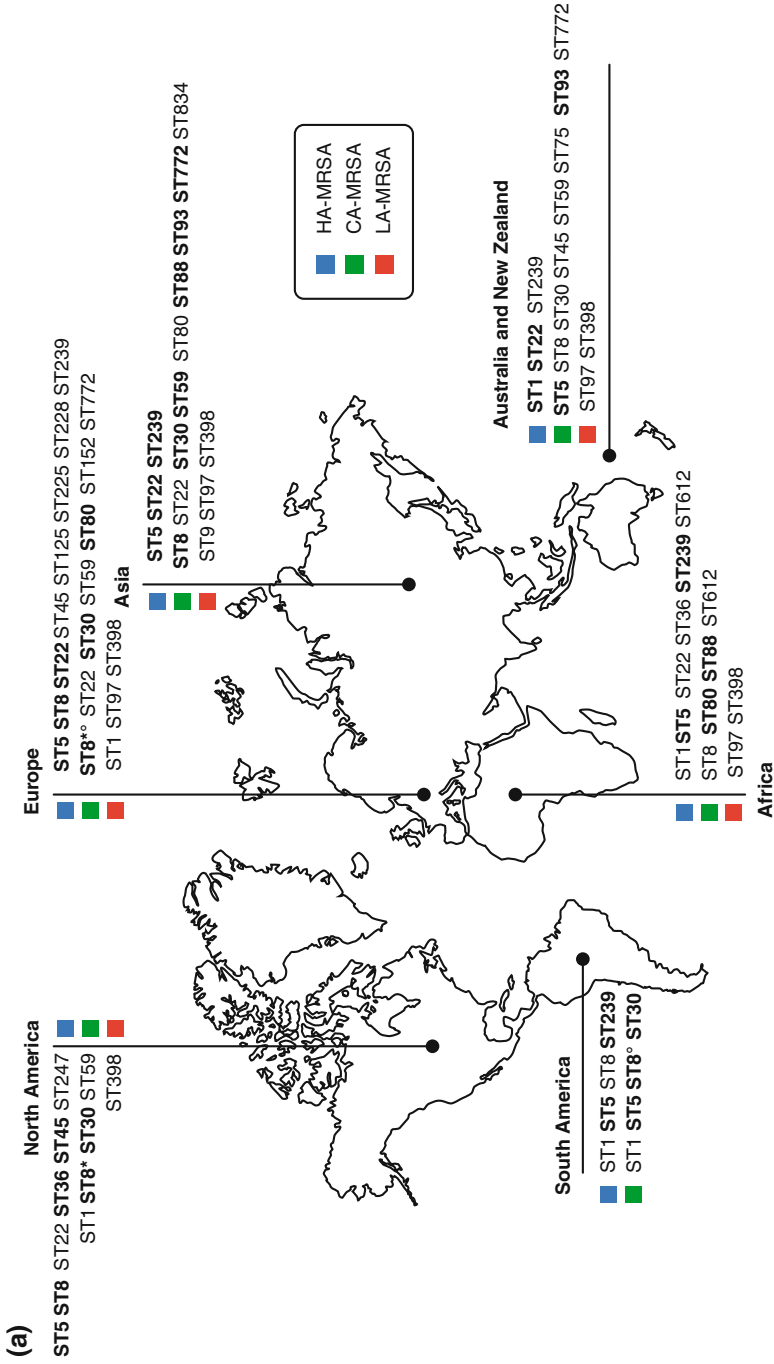 (a)
North America
ST5 ST8 ST22 ST36 ST45 ST247
ST1 ST8* ST30 ST59
ST398
Europe
ST5 ST8 ST22 ST45 ST125 ST225 ST228 ST239
ST8*° ST22 ST30 ST59 ST80 ST152 ST772
ST1 ST97 ST398
Asia
ST5 ST22 ST239
ST8 ST22 ST30 ST59 ST80 ST88 ST93 ST772 ST834
ST9 ST97 ST398
HA-MRSA
CA-MRSA
LA-MRSA
Australia and New Zealand
ST1 ST22 ST239
ST5 ST8 ST30 ST45 ST59 ST75 ST93 ST772
ST97 ST398
South America
ST1 ST5 ST8 ST239
ST1 ST5 ST8° ST30
ST1 ST5 ST22 ST36 ST239 ST612
ST8 ST80 ST88 ST612
ST97 ST398
Africa